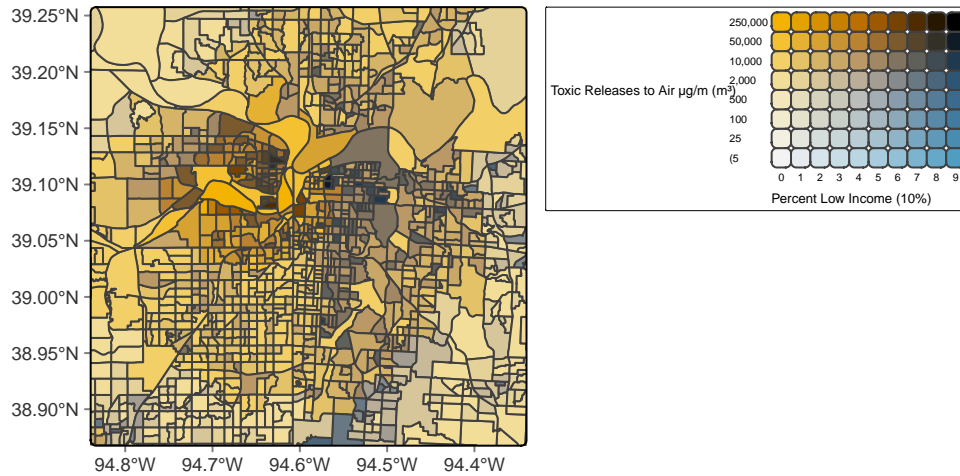 39.25°N
39.20°N
39.15°N
39.10°N
39.05°N
39.00°N
38.95°N
38.90°N
94.8°W 94.7°W 94.6°W 94.5°W 94.4°W
Toxic Releases to Air µg/m (m³)
250,000
50,000
10,000
2,000
500
100
25
(5
0 1 2 3 4 5 6 7 8 9
Percent Low Income (10%)